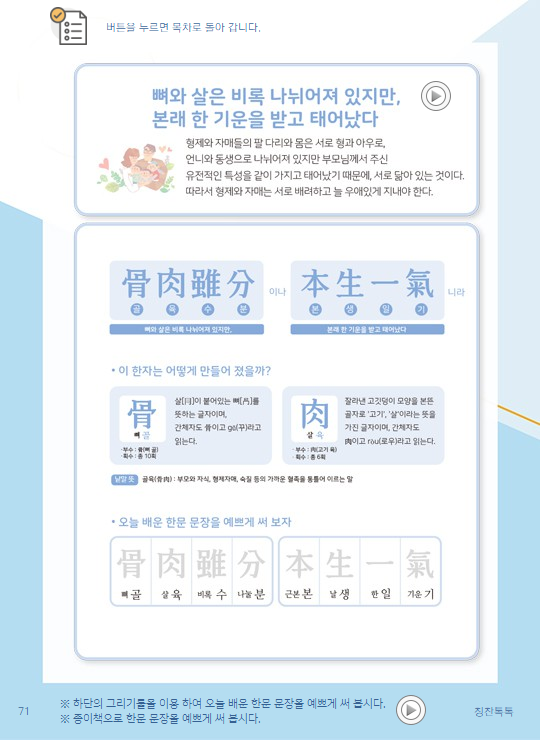 버튼을 누르면 목차로 돌아 갑니다.
뼈와 살은 비록 나뉘어져 있지만,
본래 한 기운을 받고 태어났다
형제와 자매들의 팔 다리와 몸은 서로 형과 아우로,
언니와 동생으로 나뉘어져 있지만 부모님께서 주신
유전적인 특성을 같이 가지고 태어났기 때문에, 서로 닮아 있는 것이다.
따라서 형제와 자매는 서로 배려하고 늘 우애있게 지내야 한다.
骨肉雖分 이나 本生一氣 니라
골 육 수 분 본 생 일 기
뼈와 살은 비록 나뉘어져 있지만, 본래 한 기운을 받고 태어났다
• 이 한자는 어떻게 만들어 졌을까?
骨
뼈 골
· 부수 : 骨(뼈 골)
· 획수 : 총 10획
살[⺼]이 붙어있는 뼈[冎]를
뜻하는 글자이며,
간체자도 骨이고 gǔ(꾸)라고
읽는다.
肉
살 육
· 부수 : 肉(고기 육)
· 획수 : 총 6획
잘라낸 고깃덩이 모양을 본뜬
글자로 '고기', '살'이라는 뜻을
가진 글자이며, 간체자도
肉이고 ròu(로우)라고 읽는다.
낱말 뜻 골육(骨肉) : 부모와 자식, 형제자매, 숙질 등의 가까운 혈족을 통틀어 이르는 말
• 오늘 배운 한문 문장을 예쁘게 써 보자
骨 肉 雖 分 本 生 一 氣
뼈 골 살 육 비록 수 나눌 분 근본 본 날 생 한 일 기운 기
※ 하단의 그리기툴을 이용 하여 오늘 배운 한문 문장을 예쁘게 써 봅시다.
※ 종이책으로 한문 문장을 예쁘게 써 봅시다.
71
칭찬톡톡